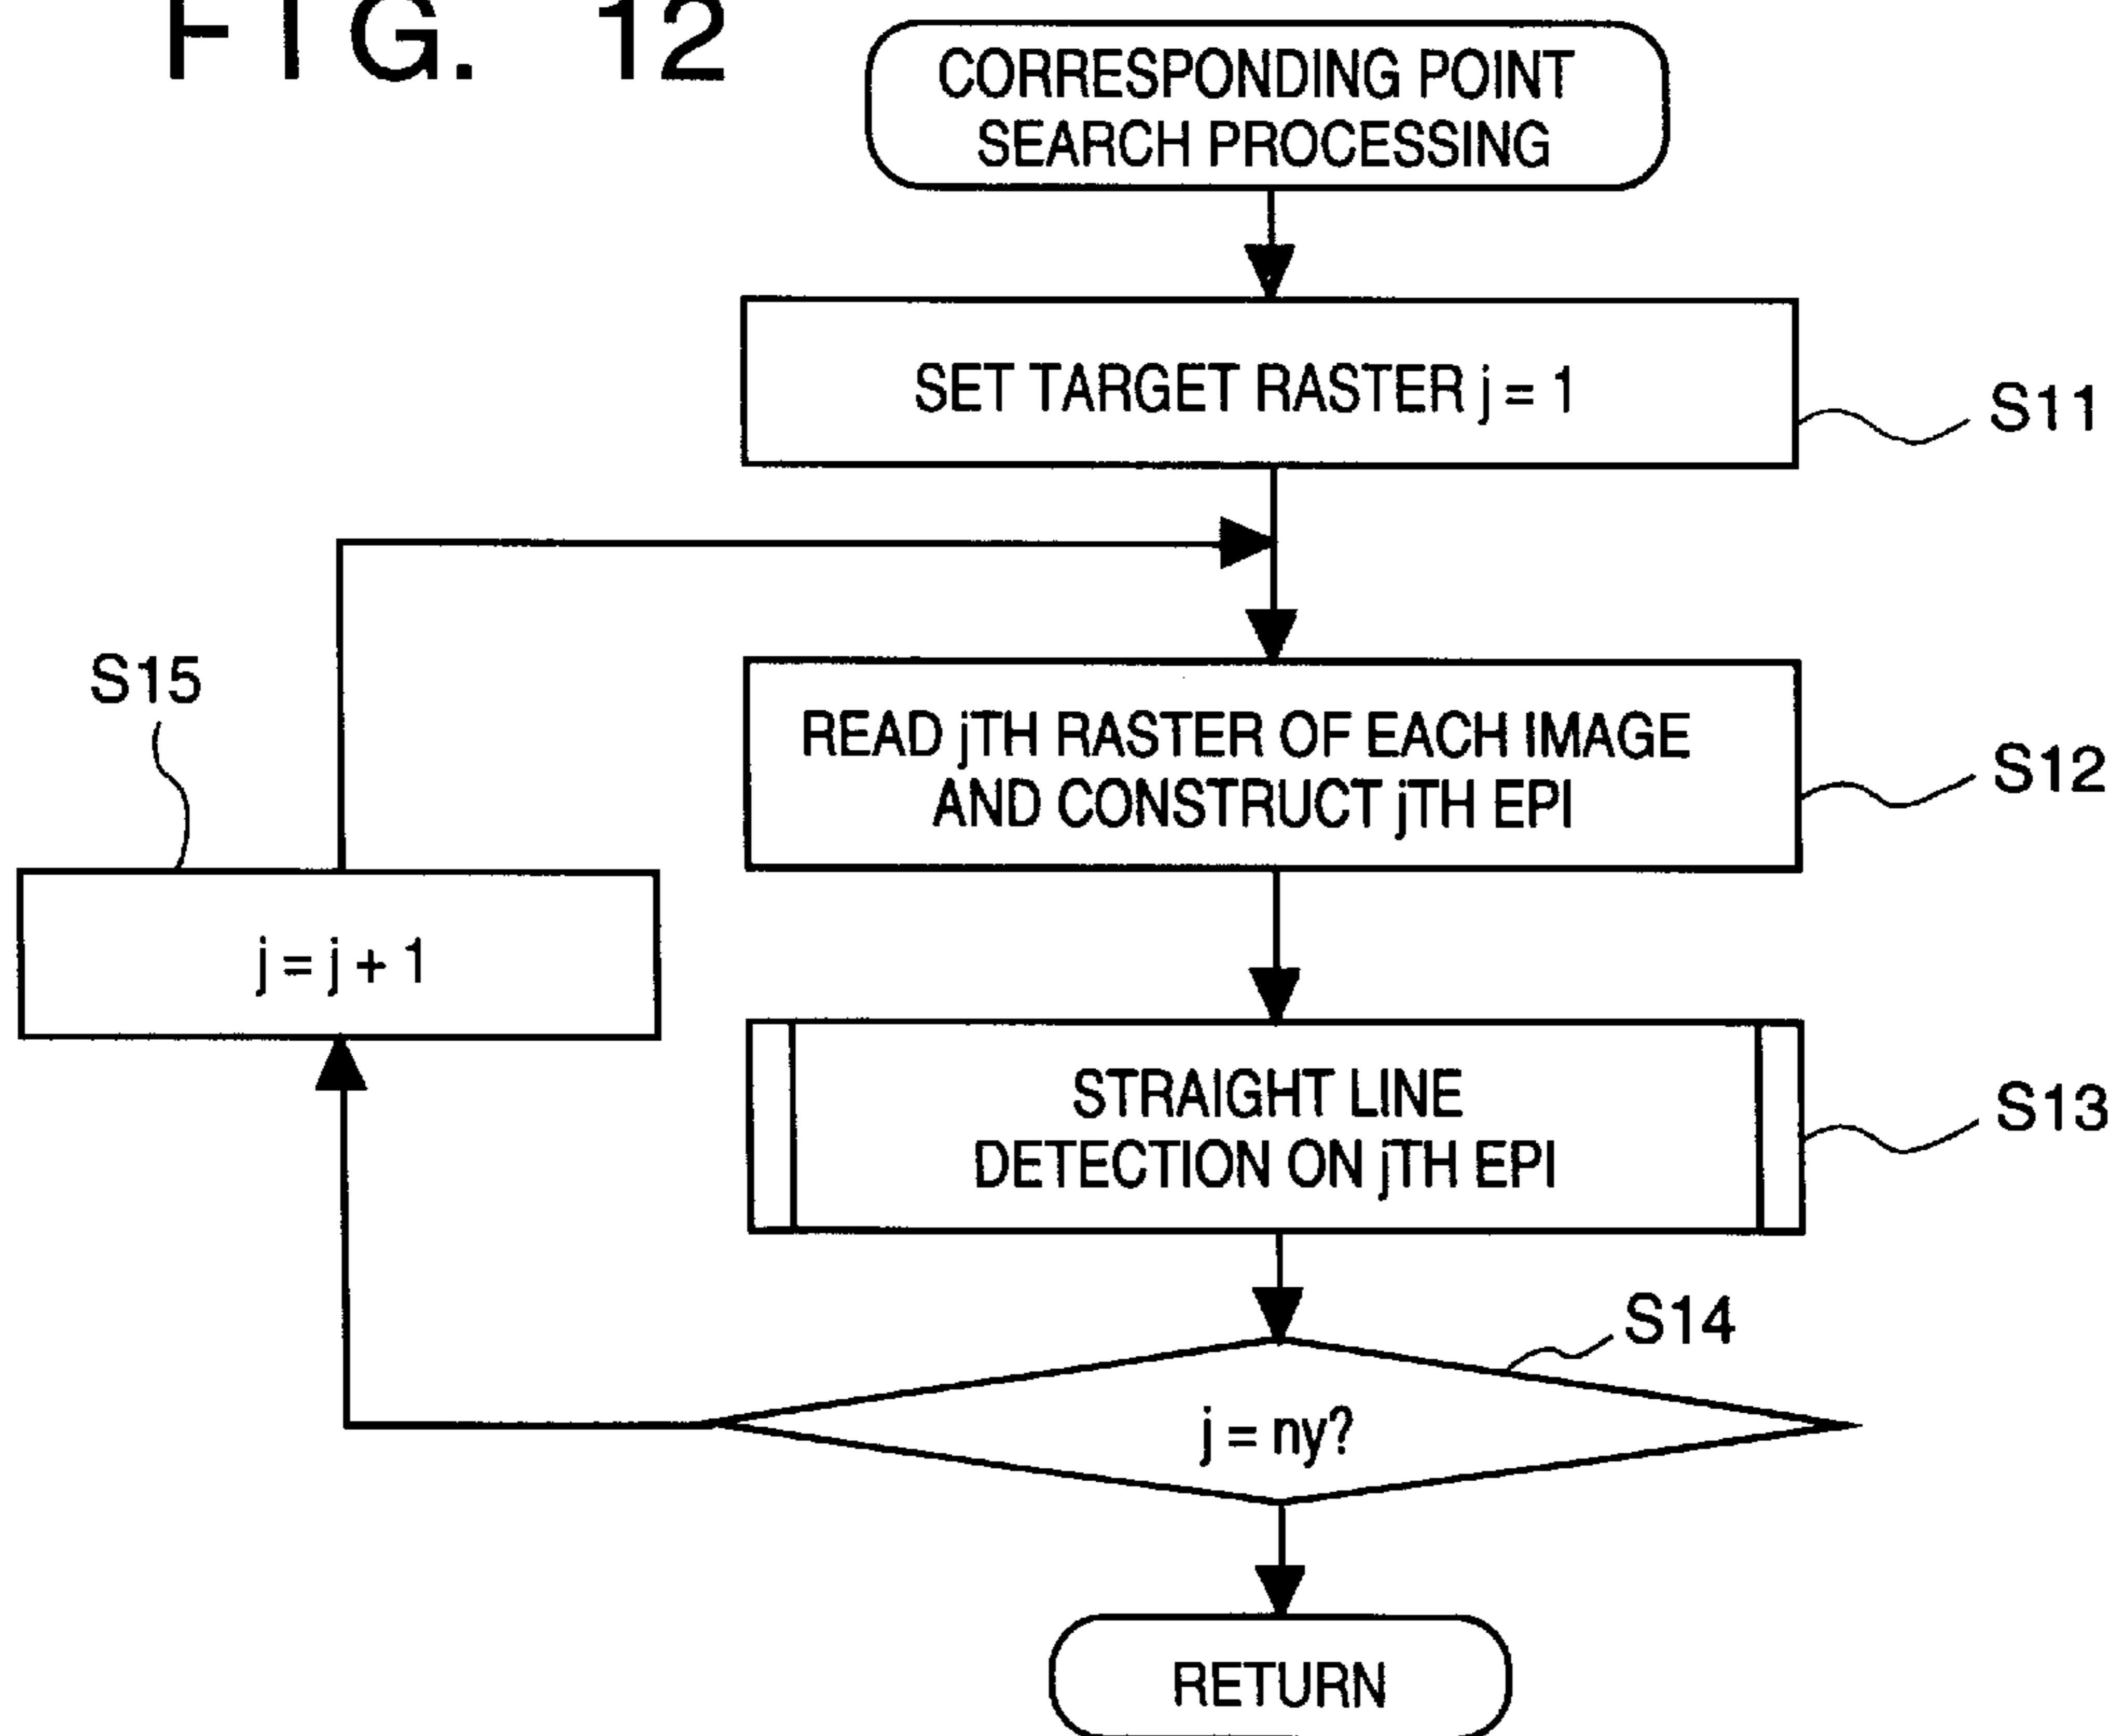 FIG. 12
CORRESPONDING POINT
SEARCH PROCESSING
SET TARGET RASTER j = 1
S11
READ jTH RASTER OF EACH IMAGE
AND CONSTRUCT jTH EPI
S12
S15
j = j + 1
STRAIGHT LINE
DETECTION ON jTH EPI
S13
S14
j = ny?
RETURN